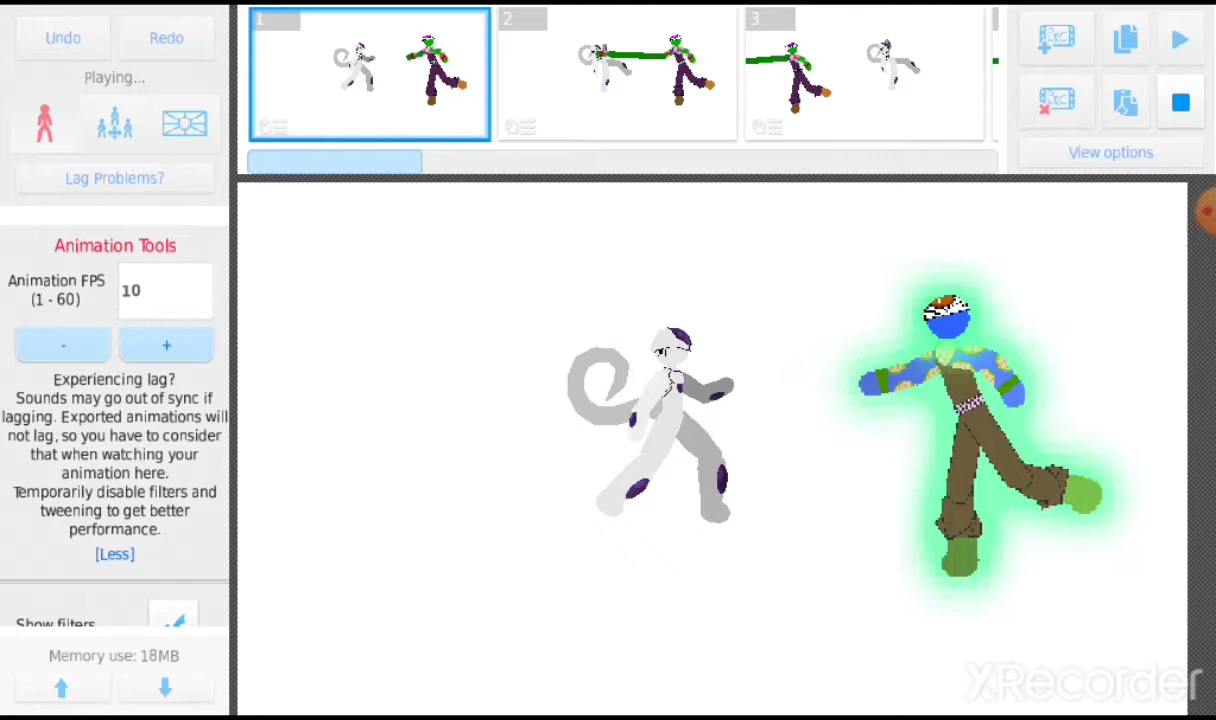 Undo
Redo
Playing...
Lag Problems?
Animation Tools
Animation FPS
(1 - 60)
10
-
+
Experiencing lag?
Sounds may go out of sync if
lagging. Exported animations will
not lag, so you have to consider
that when watching your
animation here.
Temporarily disable filters and
tweening to get better
performance.
[Less]
Show filters
Memory use: 18MB
1
2
3
View options
XRecorder